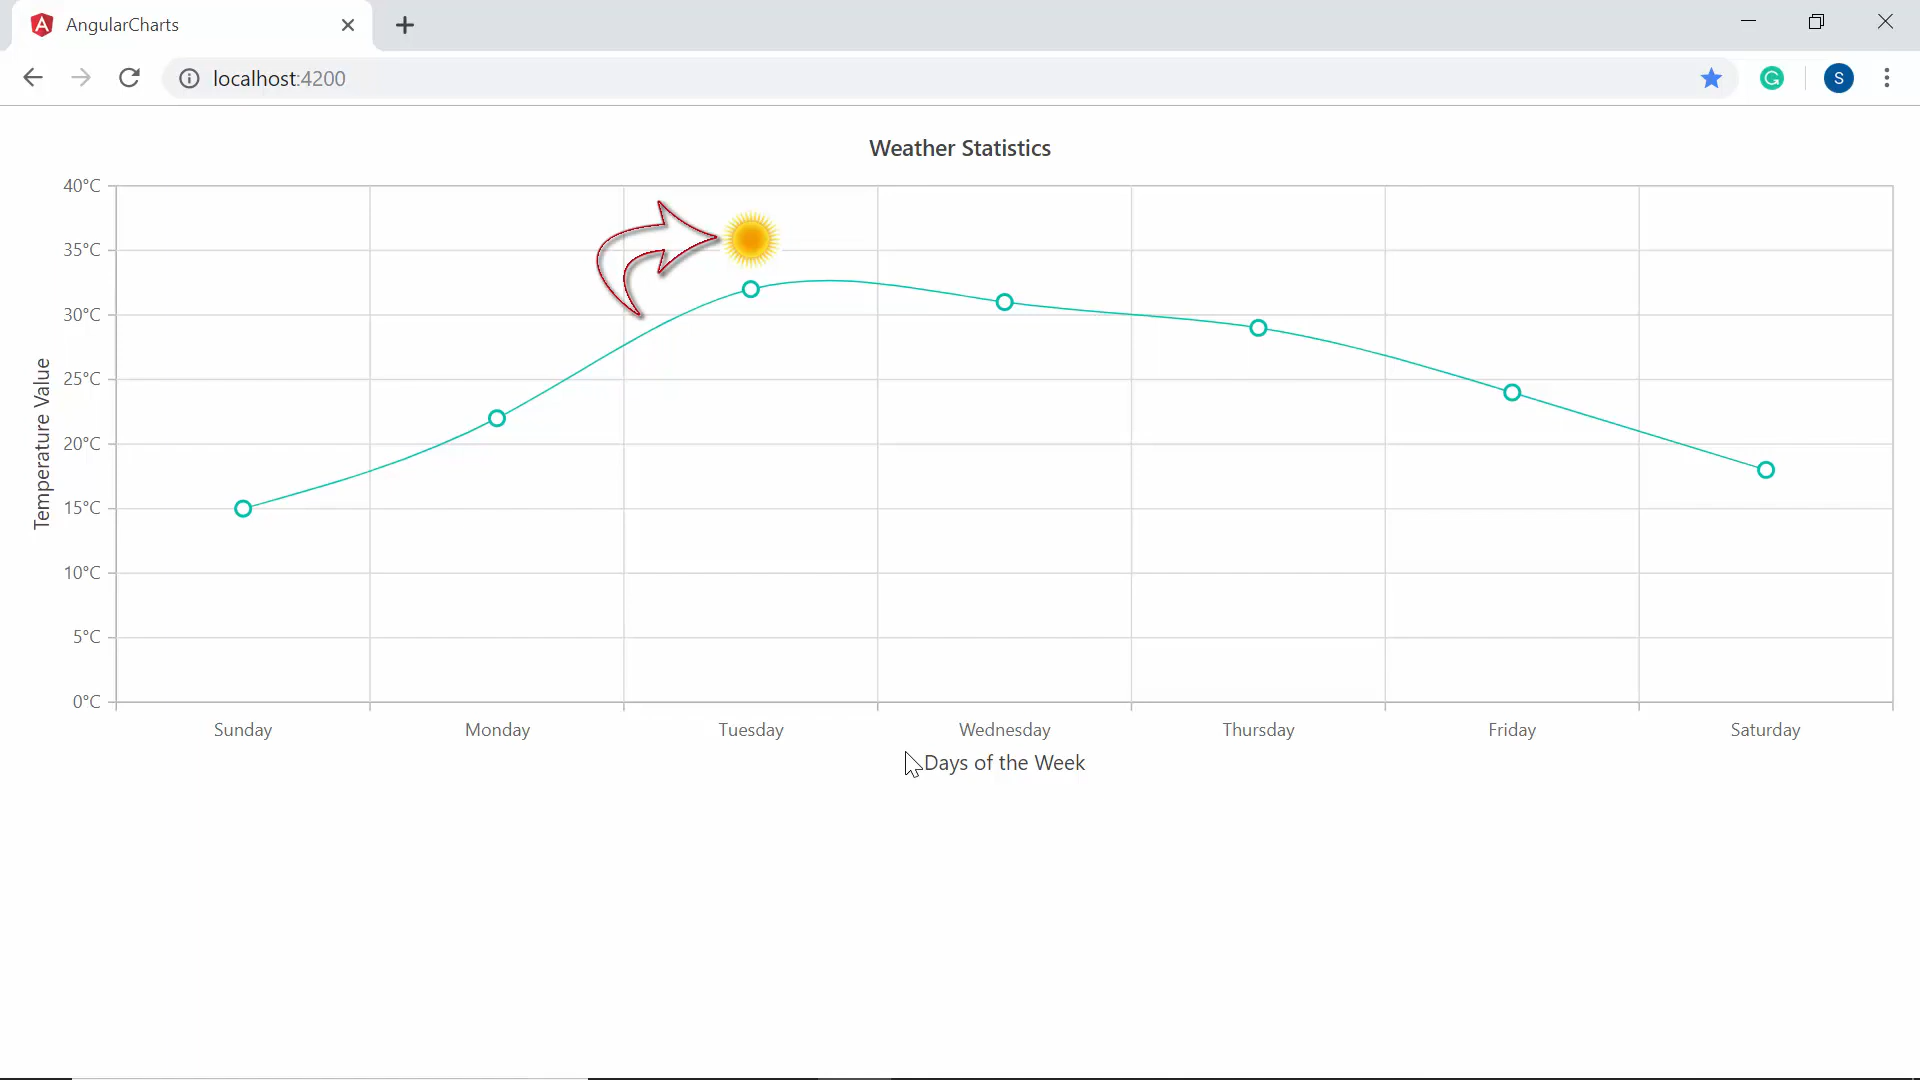 AngularCharts
localhost:4200
S
Weather Statistics
40°C
35°C
30°C
25°C
20°C
15°C
10°C
5°C
0°C
Temperature Value
Sunday Monday Tuesday Wednesday Thursday Friday Saturday
Days of the Week